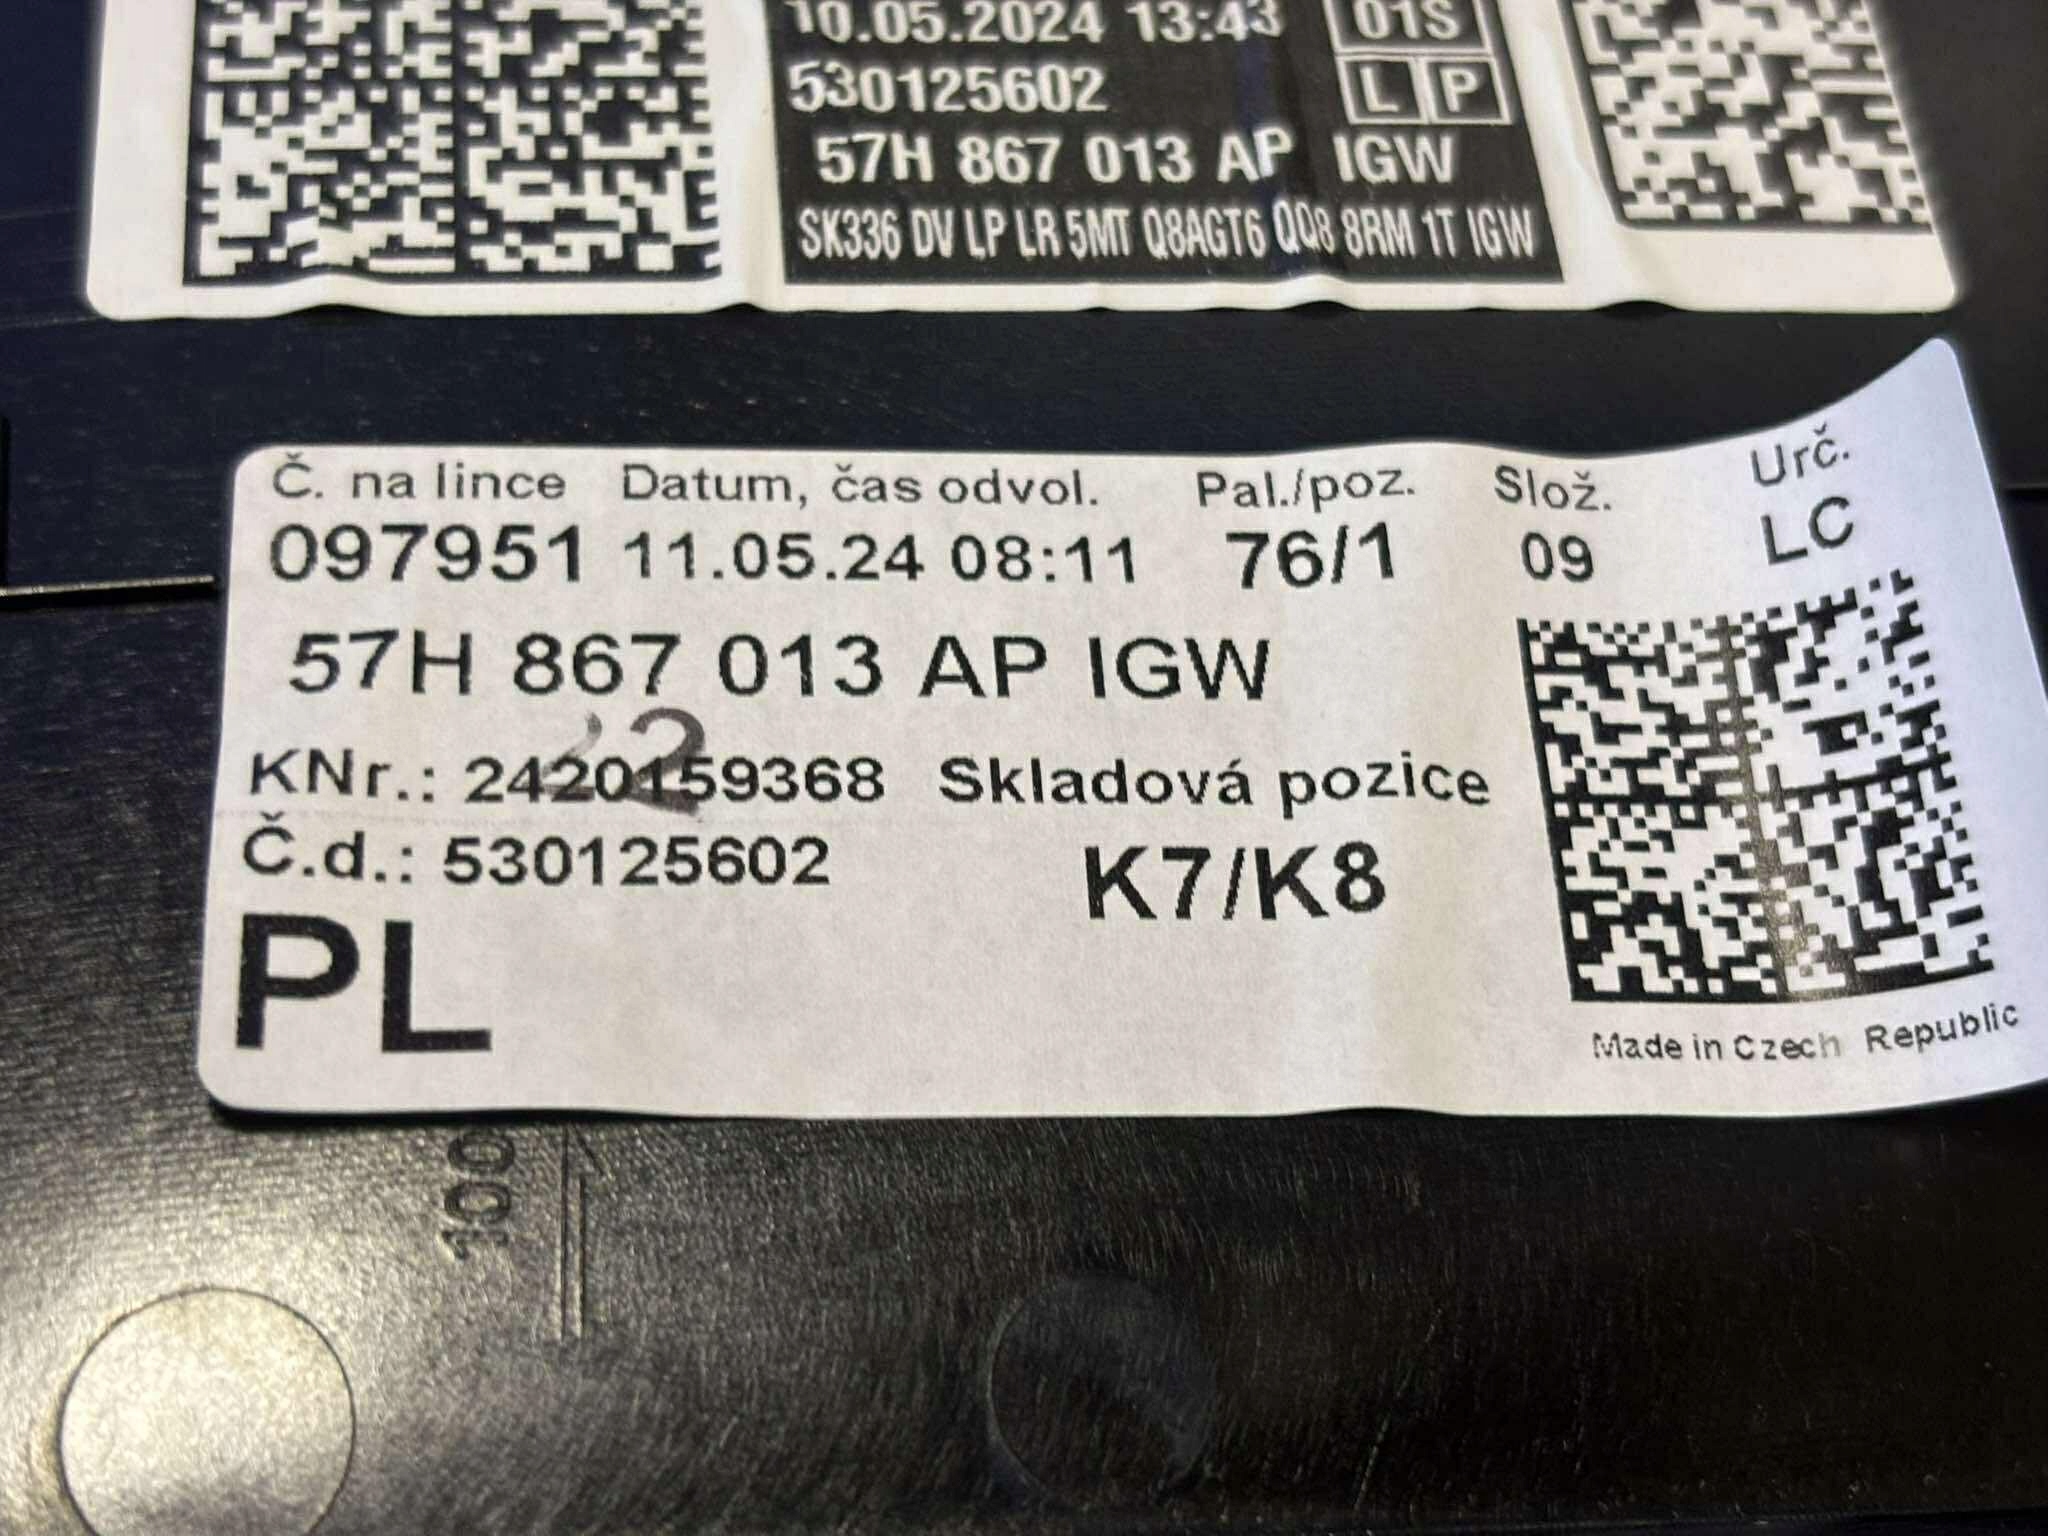 10.05.2024 13:43 01S
530125602 L P
57H 867 013 AP IGW
SK336 DV LP LR 5MT Q8AGT6 QQ8 8RM 1T IGW
Č. na lince Datum, čas odvol. Pal./poz. Slož. Urč.
097951 11.05.24 08:11 76/1 09 LC
57H 867 013 AP IGW
22
KNr.: 2420159368 Skladová pozice
Č.d.: 530125602 K7/K8
PL
Made in Czech Republic
100